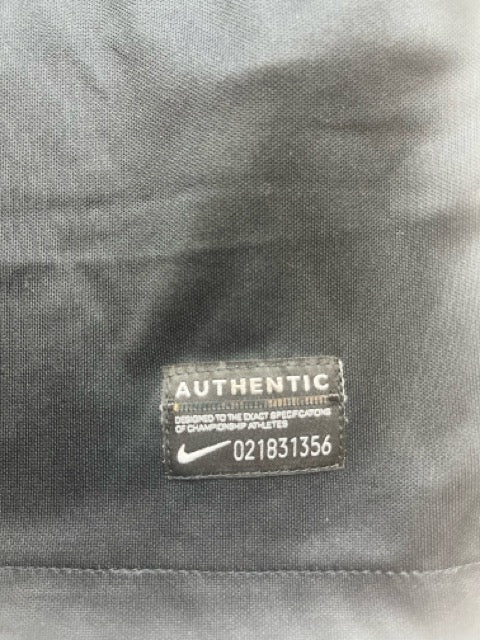 AUTHENTIC
DESIGNED TO THE EXACT SPECIFICATIONS
OF CHAMPIONSHIP ATHLETES
021831356